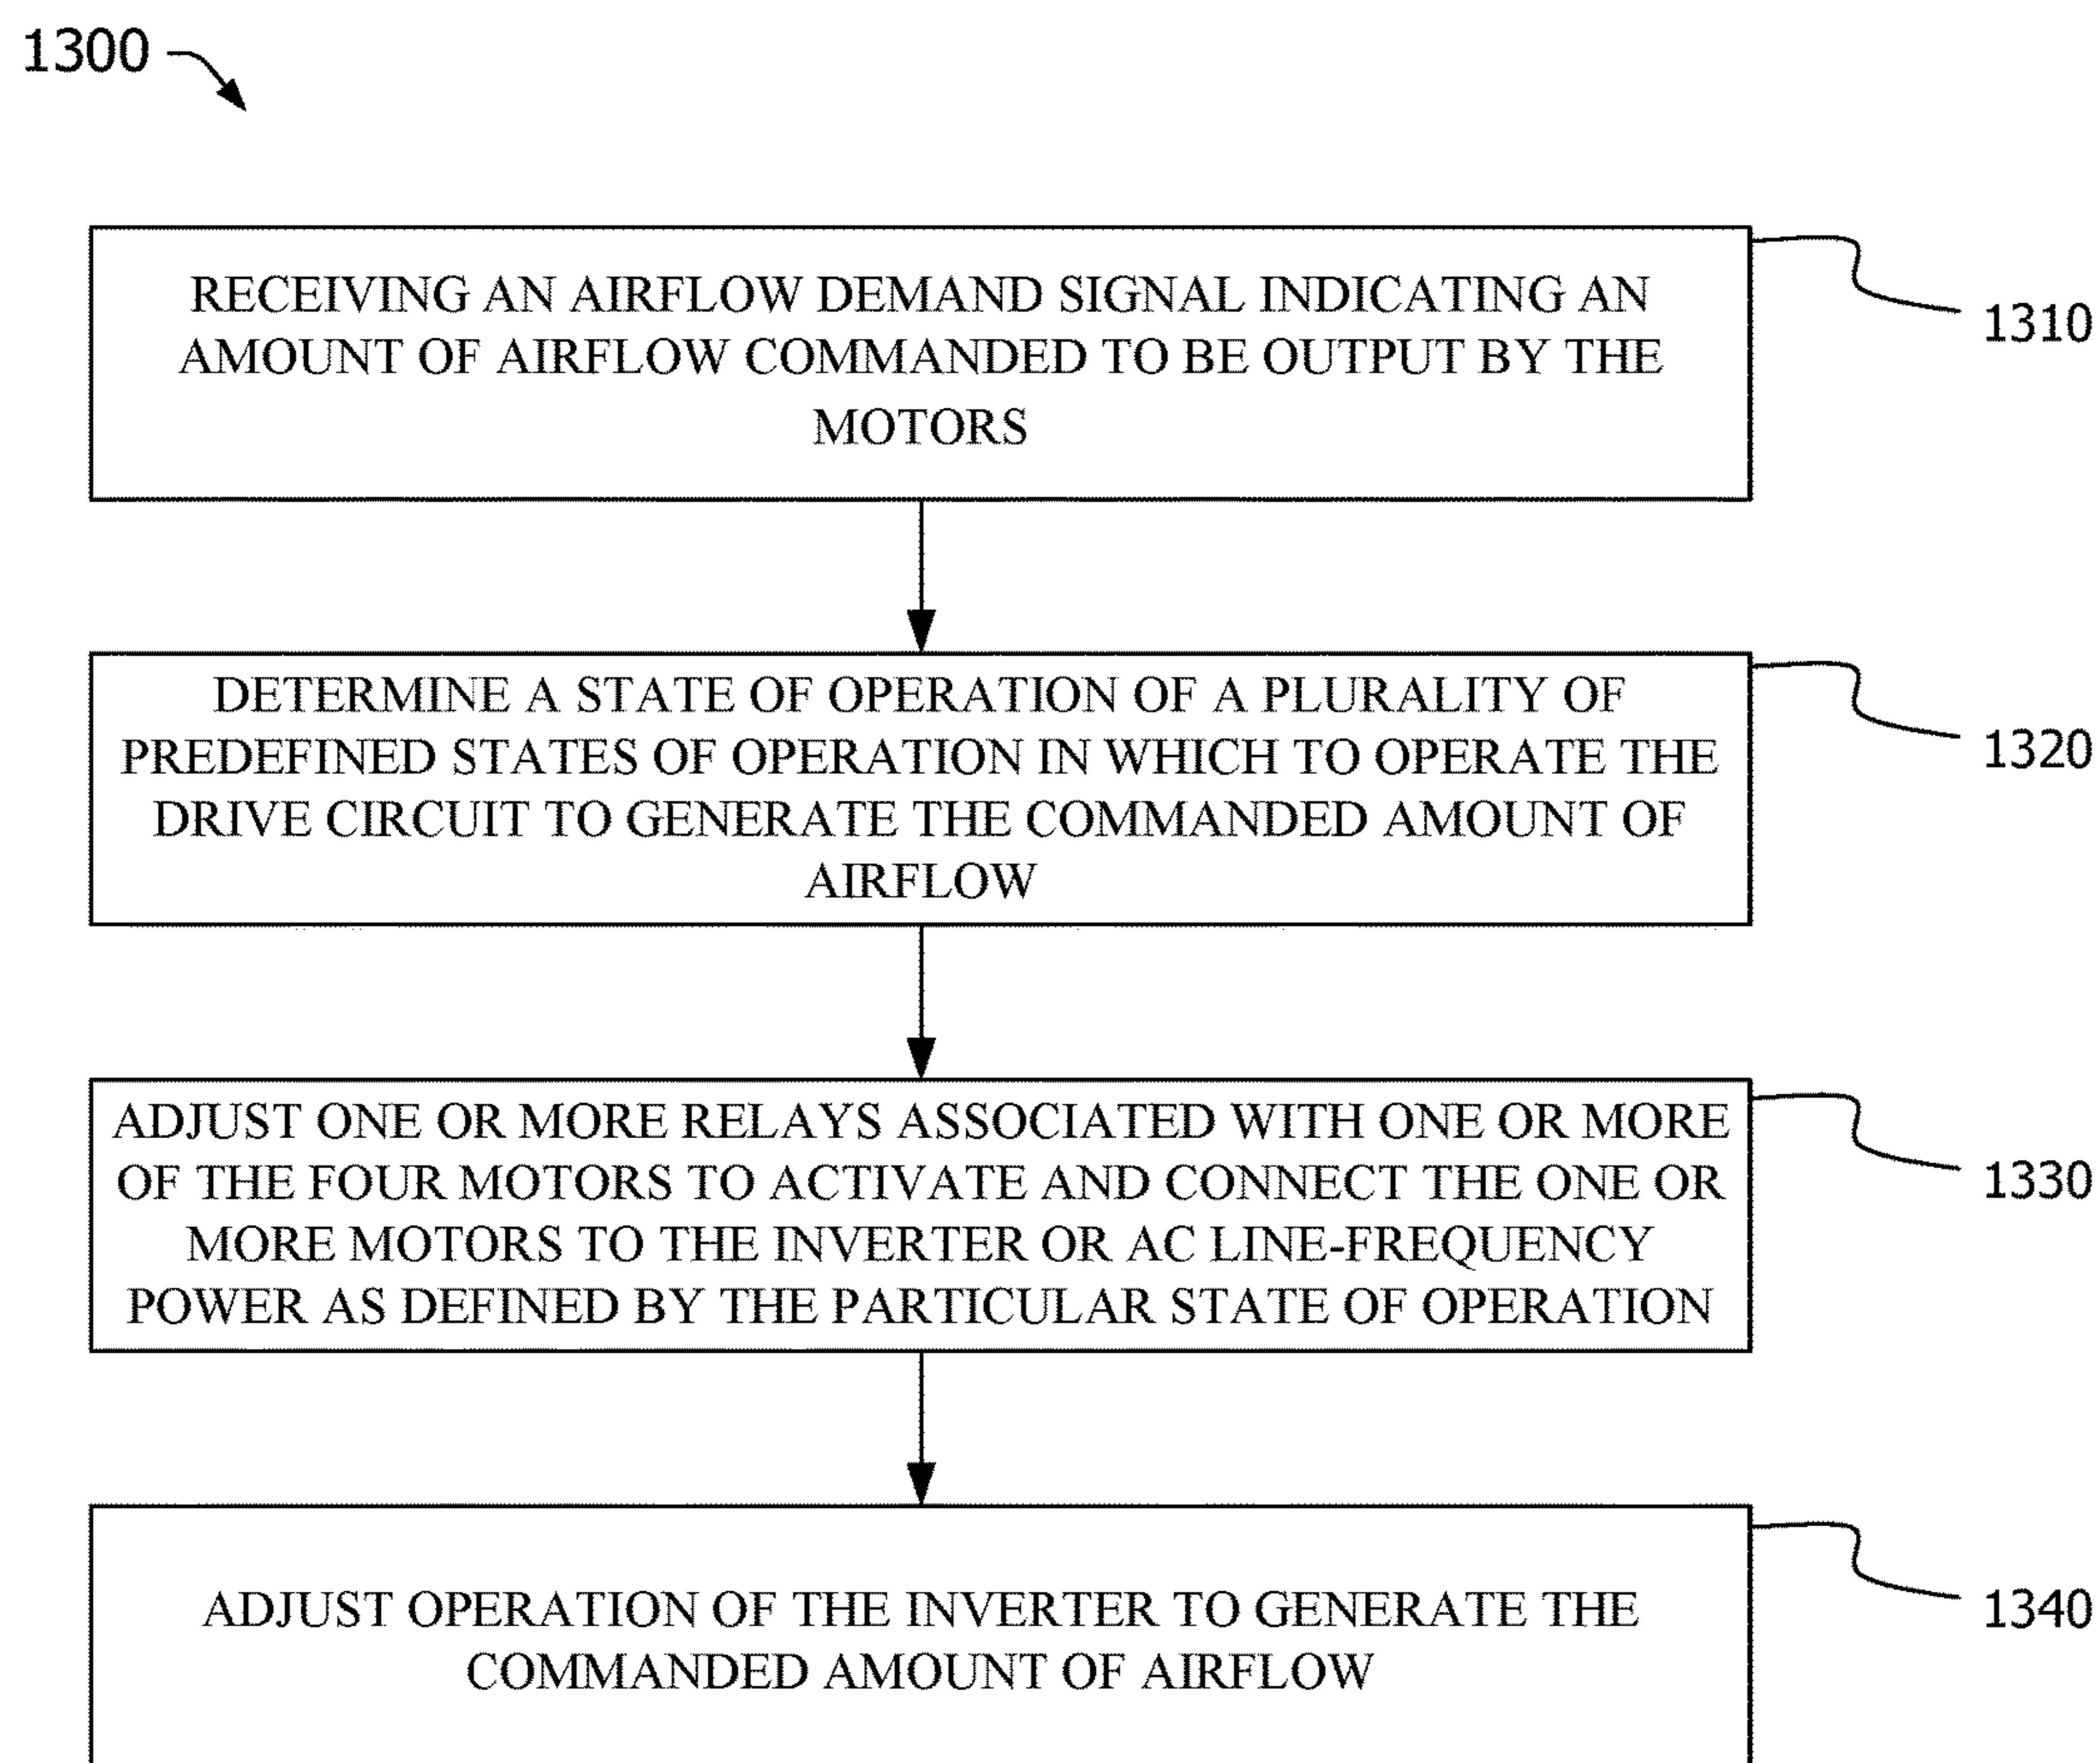 1300
RECEIVING AN AIRFLOW DEMAND SIGNAL INDICATING AN
AMOUNT OF AIRFLOW COMMANDED TO BE OUTPUT BY THE
MOTORS
1310
DETERMINE A STATE OF OPERATION OF A PLURALITY OF
PREDEFINED STATES OF OPERATION IN WHICH TO OPERATE THE
DRIVE CIRCUIT TO GENERATE THE COMMANDED AMOUNT OF
AIRFLOW
1320
ADJUST ONE OR MORE RELAYS ASSOCIATED WITH ONE OR MORE
OF THE FOUR MOTORS TO ACTIVATE AND CONNECT THE ONE OR
MORE MOTORS TO THE INVERTER OR AC LINE-FREQUENCY
POWER AS DEFINED BY THE PARTICULAR STATE OF OPERATION
1330
ADJUST OPERATION OF THE INVERTER TO GENERATE THE
COMMANDED AMOUNT OF AIRFLOW
1340